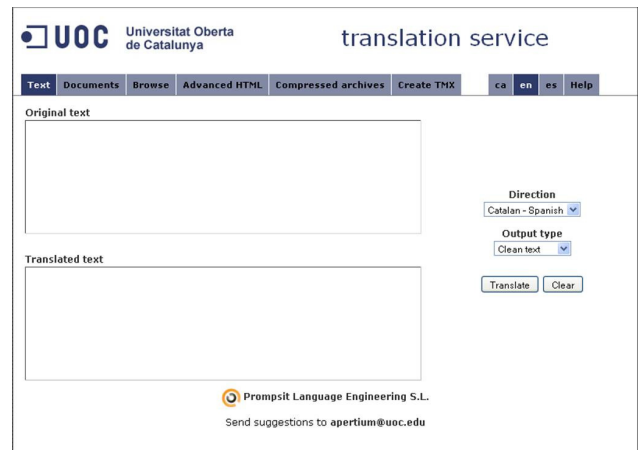 UOC Universitat Oberta
de Catalunya
translation service
Text Documents Browse Advanced HTML Compressed archives Create TMX ca en es Help
Original text
Direction
Catalan - Spanish
Output type
Clean text
Translated text
Translate Clear
Prompsit Language Engineering S.L.
Send suggestions to apertium@uoc.edu